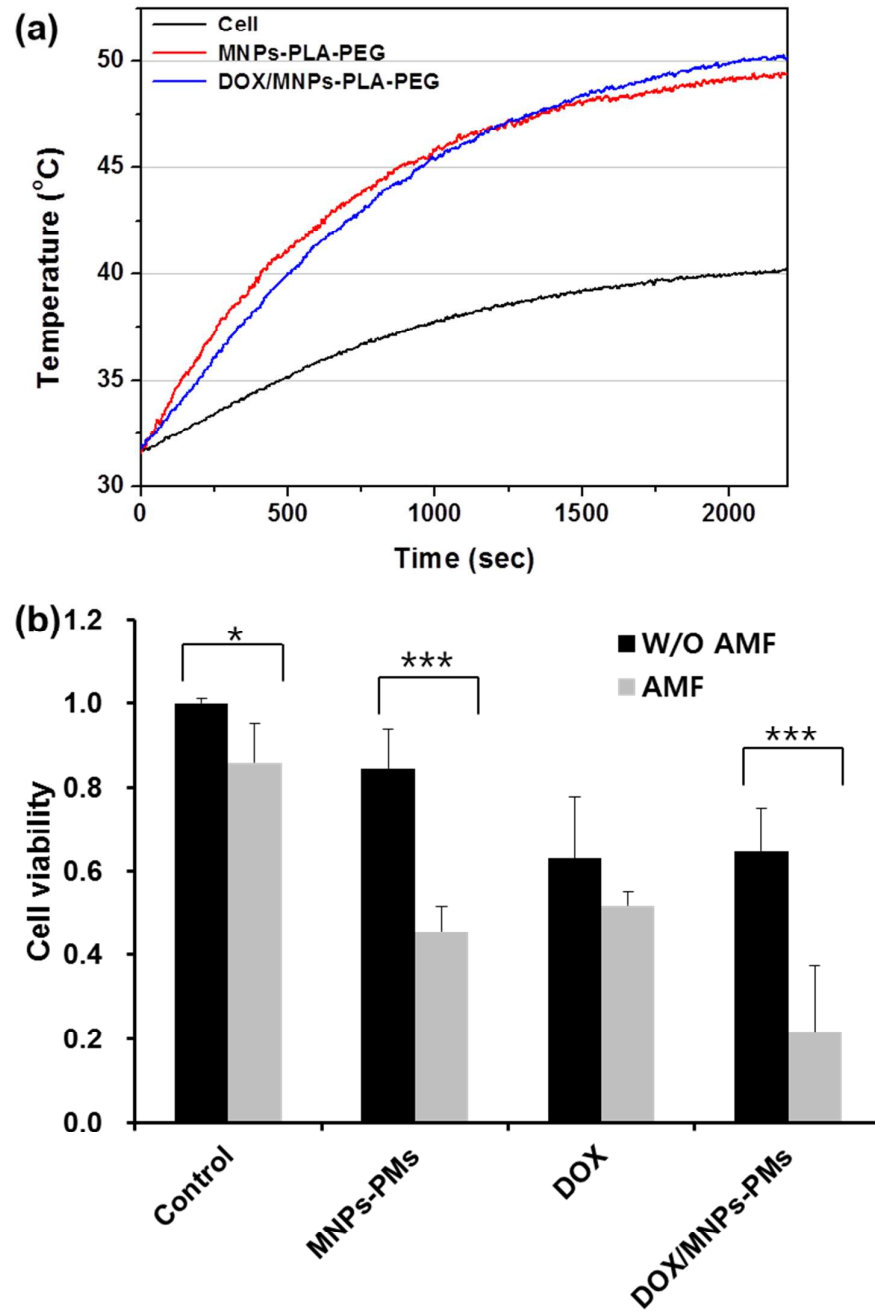 (a)
Cell
MNPs-PLA-PEG
DOX/MNPs-PLA-PEG
50
45
40
35
30
Temperature (°C)
0 500 1000 1500 2000
Time (sec)
(b)
1.2
1.0
0.8
0.6
0.4
0.2
0.0
Cell viability
*
***
***
W/O AMF
AMF
Control
MNPs-PMs
DOX
DOX/MNPs-PMs